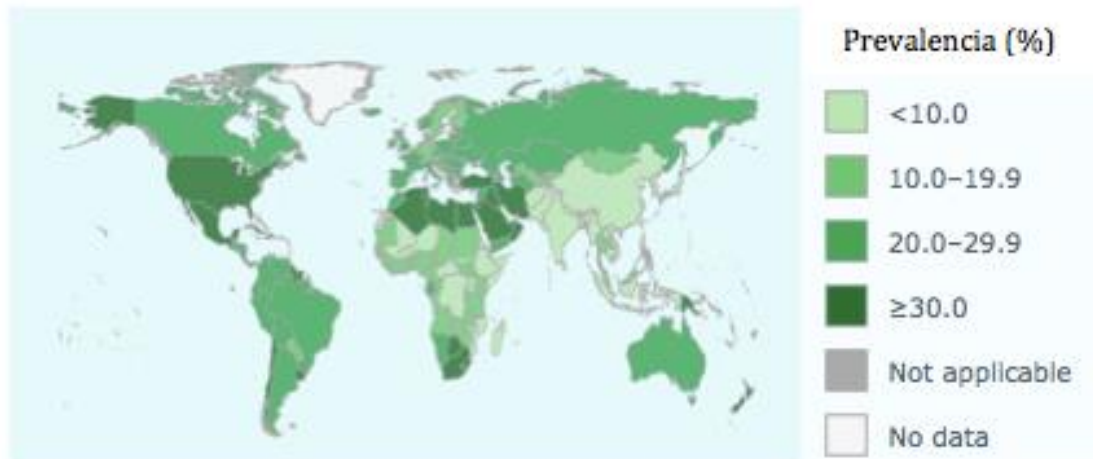 Prevalencia (%)
<10.0
10.0–19.9
20.0–29.9
≥30.0
Not applicable
No data